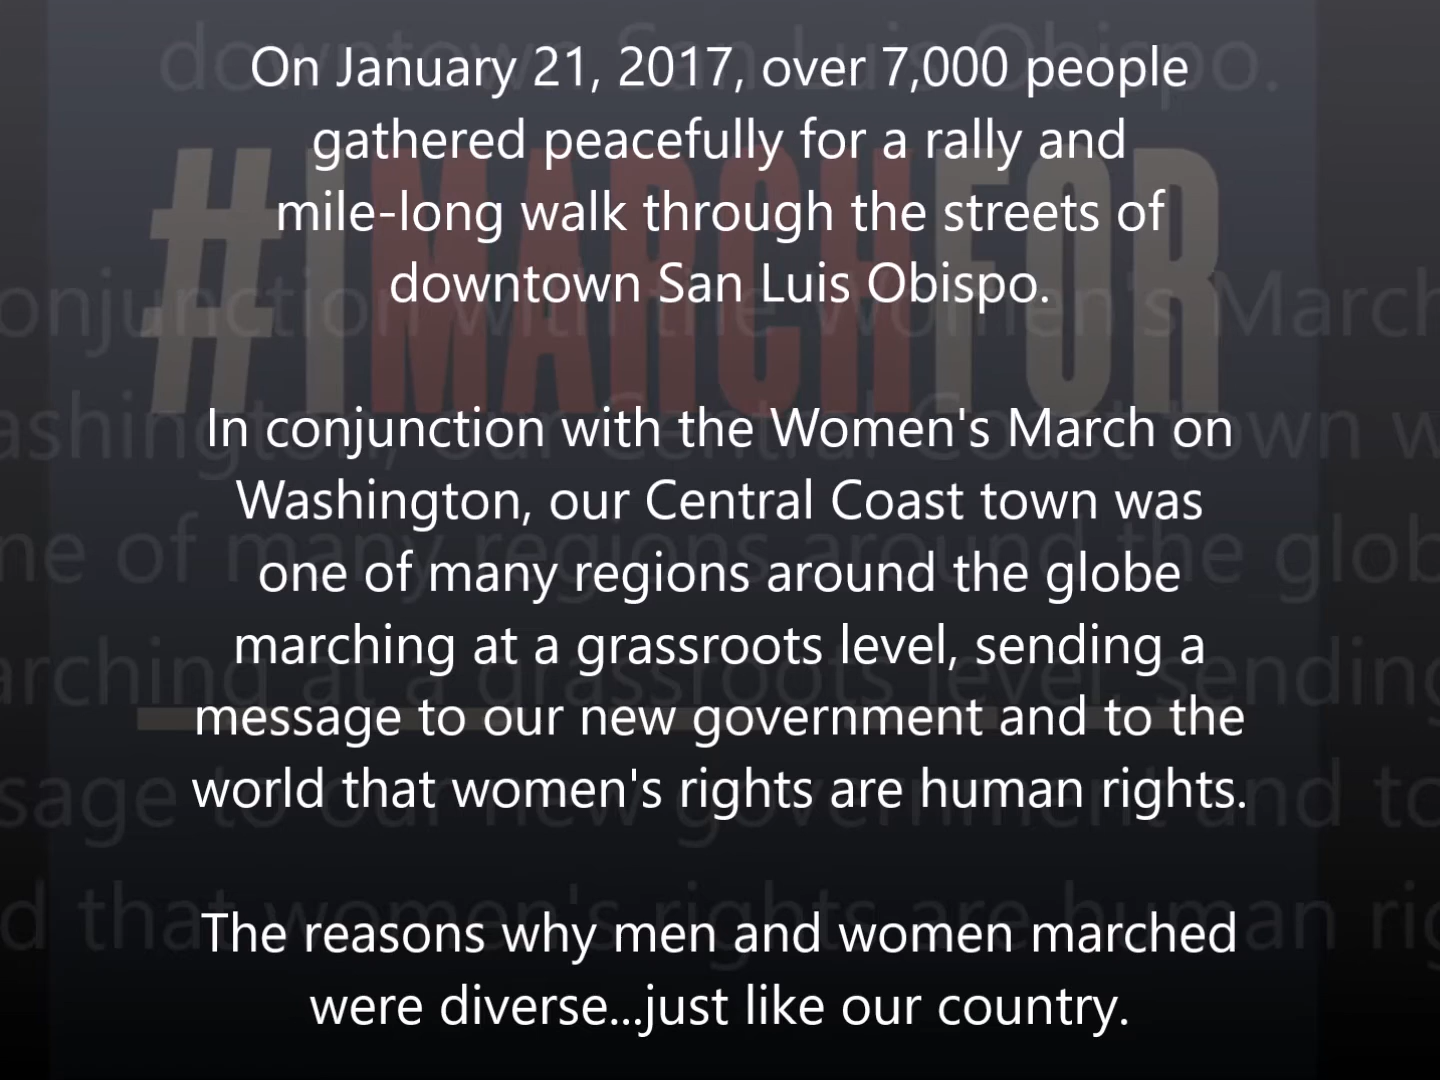 On January 21, 2017, over 7,000 people
gathered peacefully for a rally and
mile-long walk through the streets of
downtown San Luis Obispo.
#IMARCHFOR
In conjunction with the Women's March on
Washington, our Central Coast town was
one of many regions around the globe
marching at a grassroots level, sending a
message to our new government and to the
world that women's rights are human rights.
The reasons why men and women marched
were diverse...just like our country.